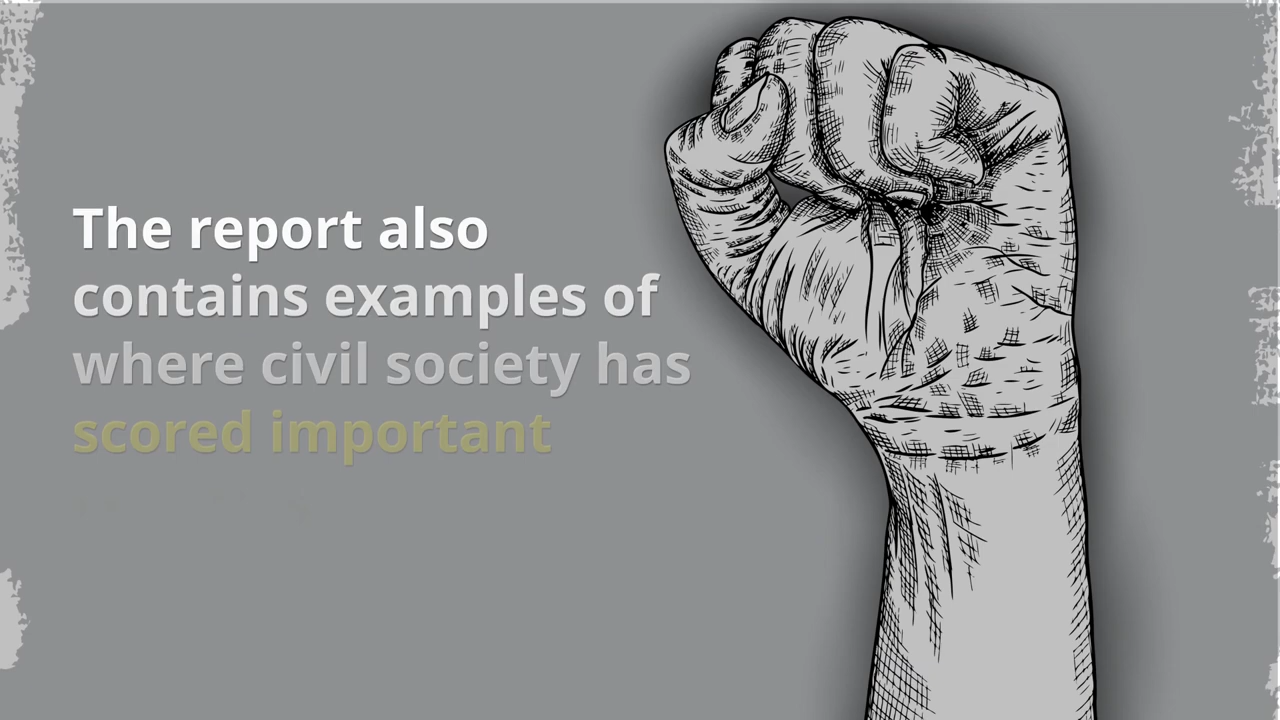 The report also
contains examples of
where civil society has
scored important